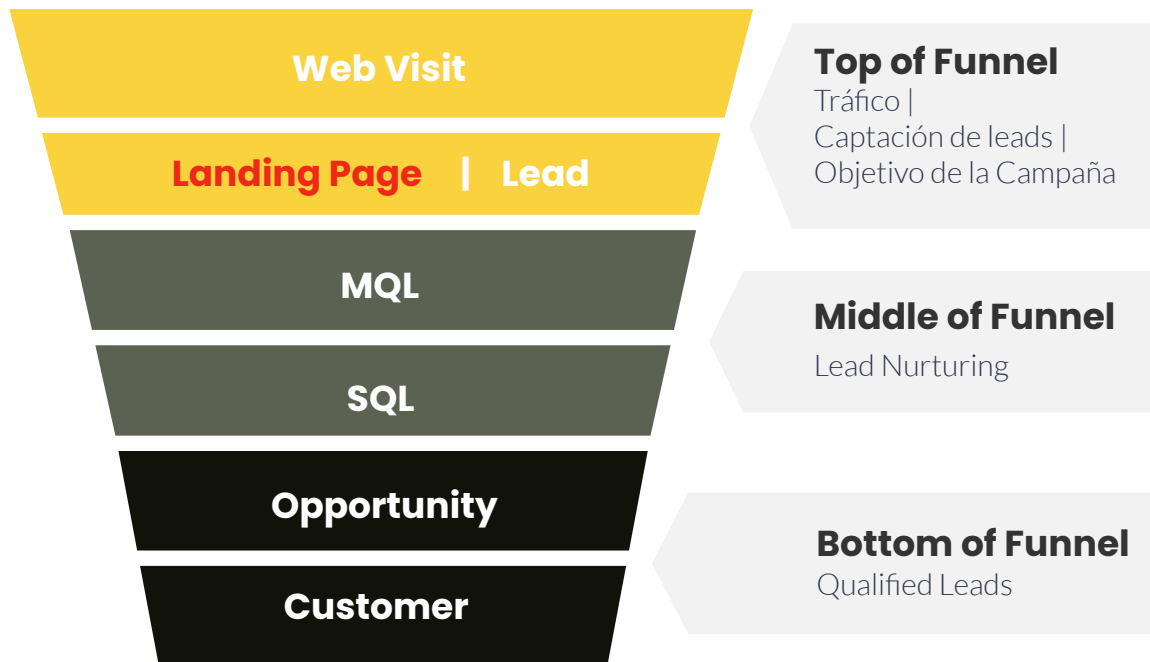 Web Visit
Landing Page | Lead
MQL
SQL
Opportunity
Customer
Top of Funnel
Tráfico |
Captación de leads |
Objetivo de la Campaña
Middle of Funnel
Lead Nurturing
Bottom of Funnel
Qualified Leads